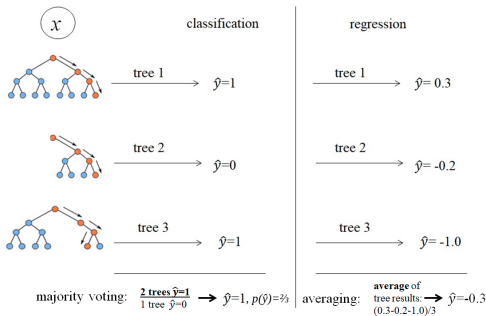 x
classification
regression
tree 1
ŷ=1
tree 1
ŷ= 0.3
tree 2
ŷ=0
tree 2
ŷ= -0.2
tree 3
ŷ=1
tree 3
ŷ= -1.0
majority voting:
2 trees ŷ=1
1 tree ŷ=0
ŷ=1, p(ŷ)=⅔
averaging:
average of
tree results:
(0.3-0.2-1.0)/3
ŷ=-0.3